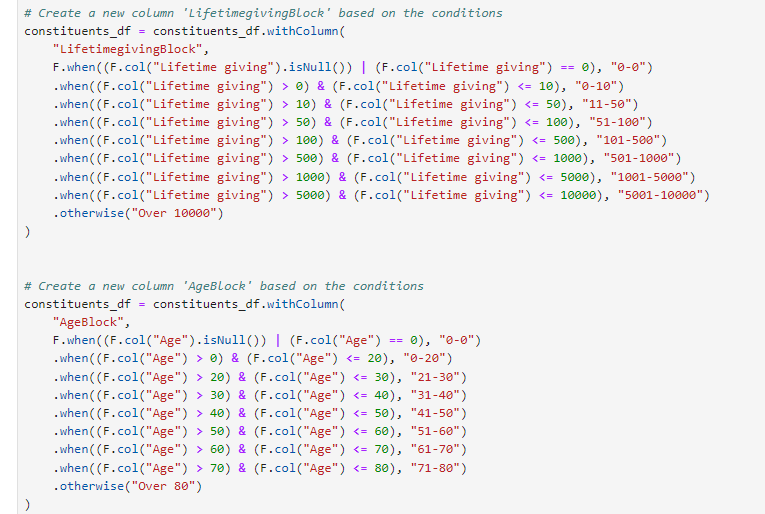 # Create a new column 'LifetimegivingBlock' based on the conditions
constituents_df = constituents_df.withColumn(
    "LifetimegivingBlock",
    F.when((F.col("Lifetime giving").isNull()) | (F.col("Lifetime giving") == 0), "0-0")
    .when((F.col("Lifetime giving") > 0) & (F.col("Lifetime giving") <= 10), "0-10")
    .when((F.col("Lifetime giving") > 10) & (F.col("Lifetime giving") <= 50), "11-50")
    .when((F.col("Lifetime giving") > 50) & (F.col("Lifetime giving") <= 100), "51-100")
    .when((F.col("Lifetime giving") > 100) & (F.col("Lifetime giving") <= 500), "101-500")
    .when((F.col("Lifetime giving") > 500) & (F.col("Lifetime giving") <= 1000), "501-1000")
    .when((F.col("Lifetime giving") > 1000) & (F.col("Lifetime giving") <= 5000), "1001-5000")
    .when((F.col("Lifetime giving") > 5000) & (F.col("Lifetime giving") <= 10000), "5001-10000")
    .otherwise("Over 10000")
)
# Create a new column 'AgeBlock' based on the conditions
constituents_df = constituents_df.withColumn(
    "AgeBlock",
    F.when((F.col("Age").isNull()) | (F.col("Age") == 0), "0-0")
    .when((F.col("Age") > 0) & (F.col("Age") <= 20), "0-20")
    .when((F.col("Age") > 20) & (F.col("Age") <= 30), "21-30")
    .when((F.col("Age") > 30) & (F.col("Age") <= 40), "31-40")
    .when((F.col("Age") > 40) & (F.col("Age") <= 50), "41-50")
    .when((F.col("Age") > 50) & (F.col("Age") <= 60), "51-60")
    .when((F.col("Age") > 60) & (F.col("Age") <= 70), "61-70")
    .when((F.col("Age") > 70) & (F.col("Age") <= 80), "71-80")
    .otherwise("Over 80")
)